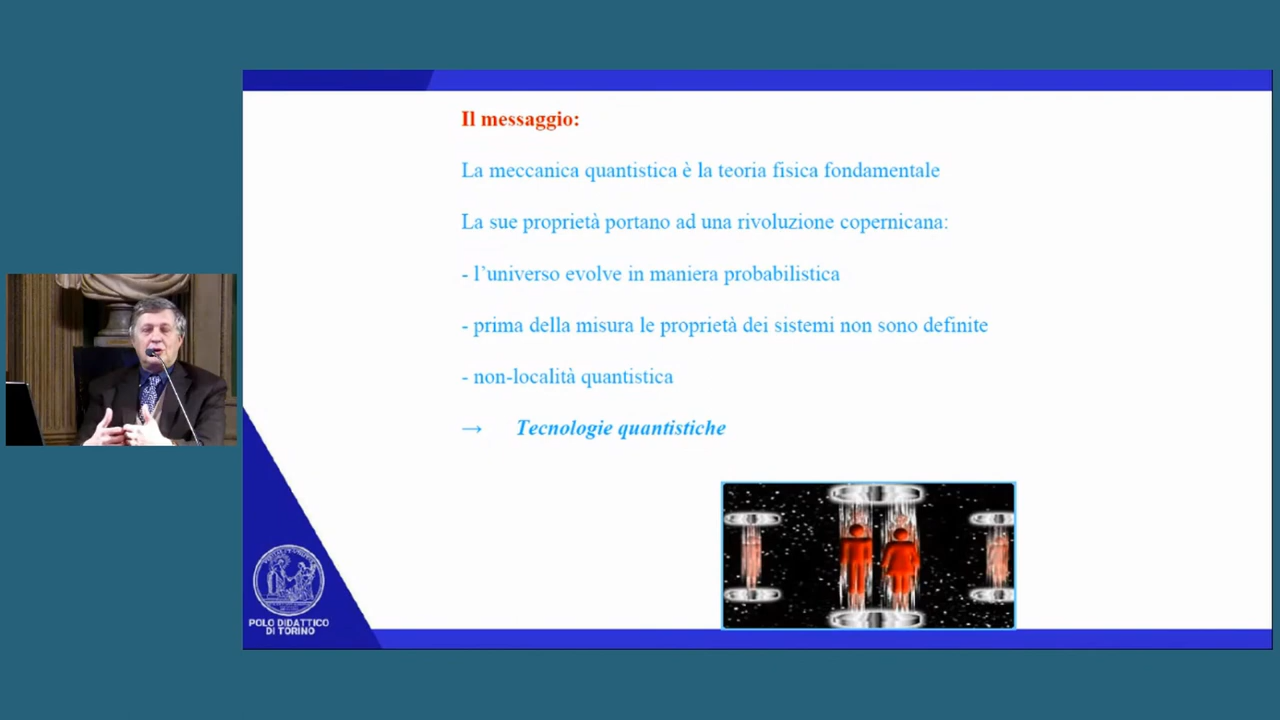 Il messaggio:
La meccanica quantistica è la teoria fisica fondamentale
La sue proprietà portano ad una rivoluzione copernicana:
- l’universo evolve in maniera probabilistica
- prima della misura le proprietà dei sistemi non sono definite
- non-località quantistica
→ Tecnologie quantistiche
POLO DIDATTICO
DI TORINO